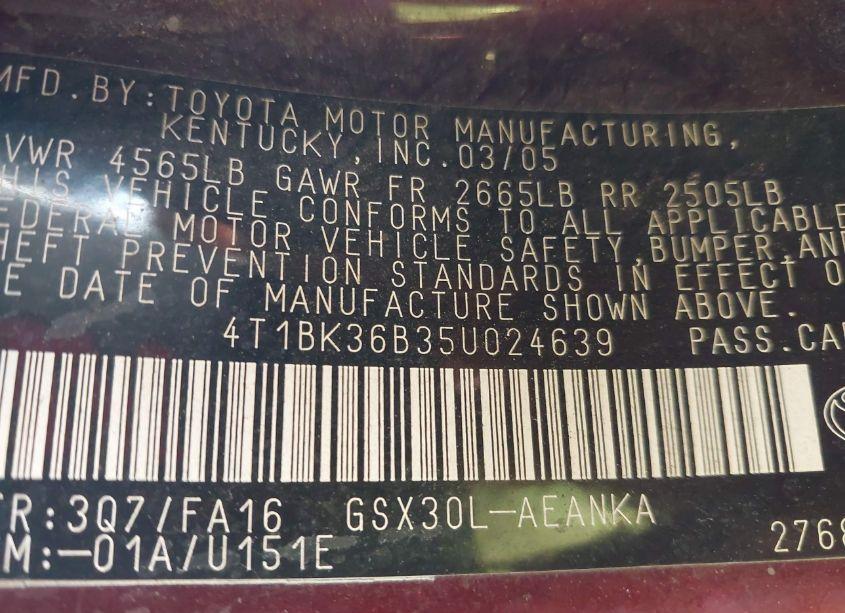 MFD.BY:TOYOTA MOTOR MANUFACTURING,
KENTUCKY,INC.03/05
VWR 4565LB GAWR FR 2665LB RR 2505LB
HIS VEHICLE CONFORMS TO ALL APPLICABLE
EDERAL MOTOR VEHICLE SAFETY,BUMPER,AND
HEFT PREVENTION STANDARDS IN EFFECT O
E DATE OF MANUFACTURE SHOWN ABOVE.
4T1BK36B35U024639 PASS.CAR
TR:3Q7/FA16 GSX30L-AEANKA
M:-01A/U151E 2768